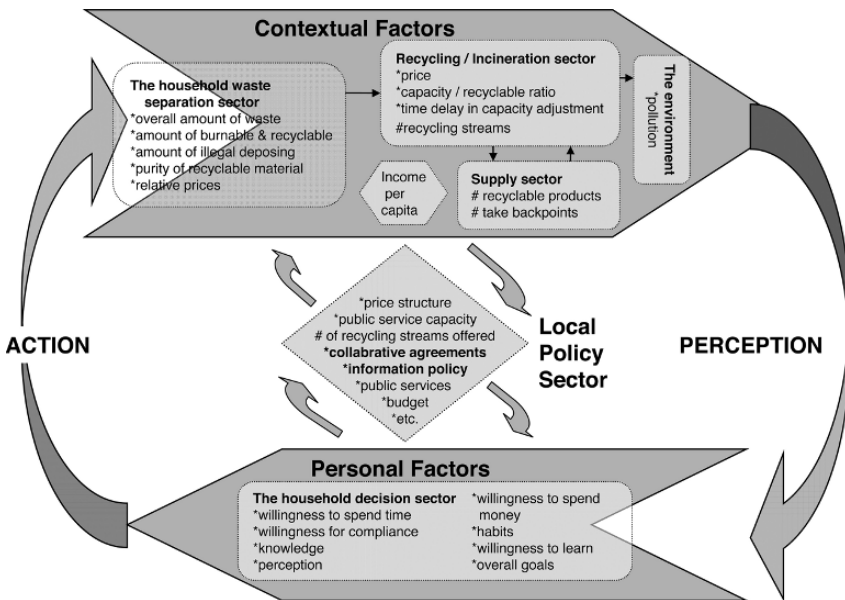 Contextual Factors
The household waste
separation sector
*overall amount of waste
*amount of burnable & recyclable
*amount of illegal deposing
*purity of recyclable material
*relative prices
Recycling / Incineration sector
*price
*capacity / recyclable ratio
*time delay in capacity adjustment
#recycling streams
The environment
*pollution
Income
per
capita
Supply sector
# recyclable products
# take backpoints
ACTION
*price structure
*public service capacity
# of recycling streams offered
*collabrative agreements
*information policy
*public services
*budget
*etc.
Local
Policy
Sector
PERCEPTION
Personal Factors
The household decision sector
*willingness to spend time
*willingness for compliance
*knowledge
*perception
*willingness to spend
money
*habits
*willingness to learn
*overall goals